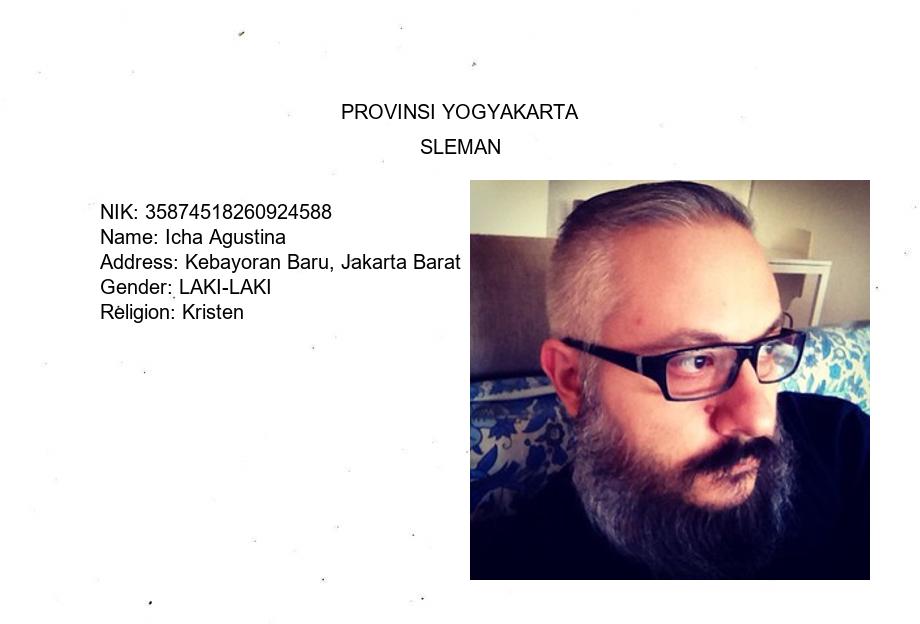 PROVINSI YOGYAKARTA
SLEMAN
NIK: 35874518260924588
Name: Icha Agustina
Address: Kebayoran Baru, Jakarta Barat
Gender: LAKI-LAKI
Religion: Kristen